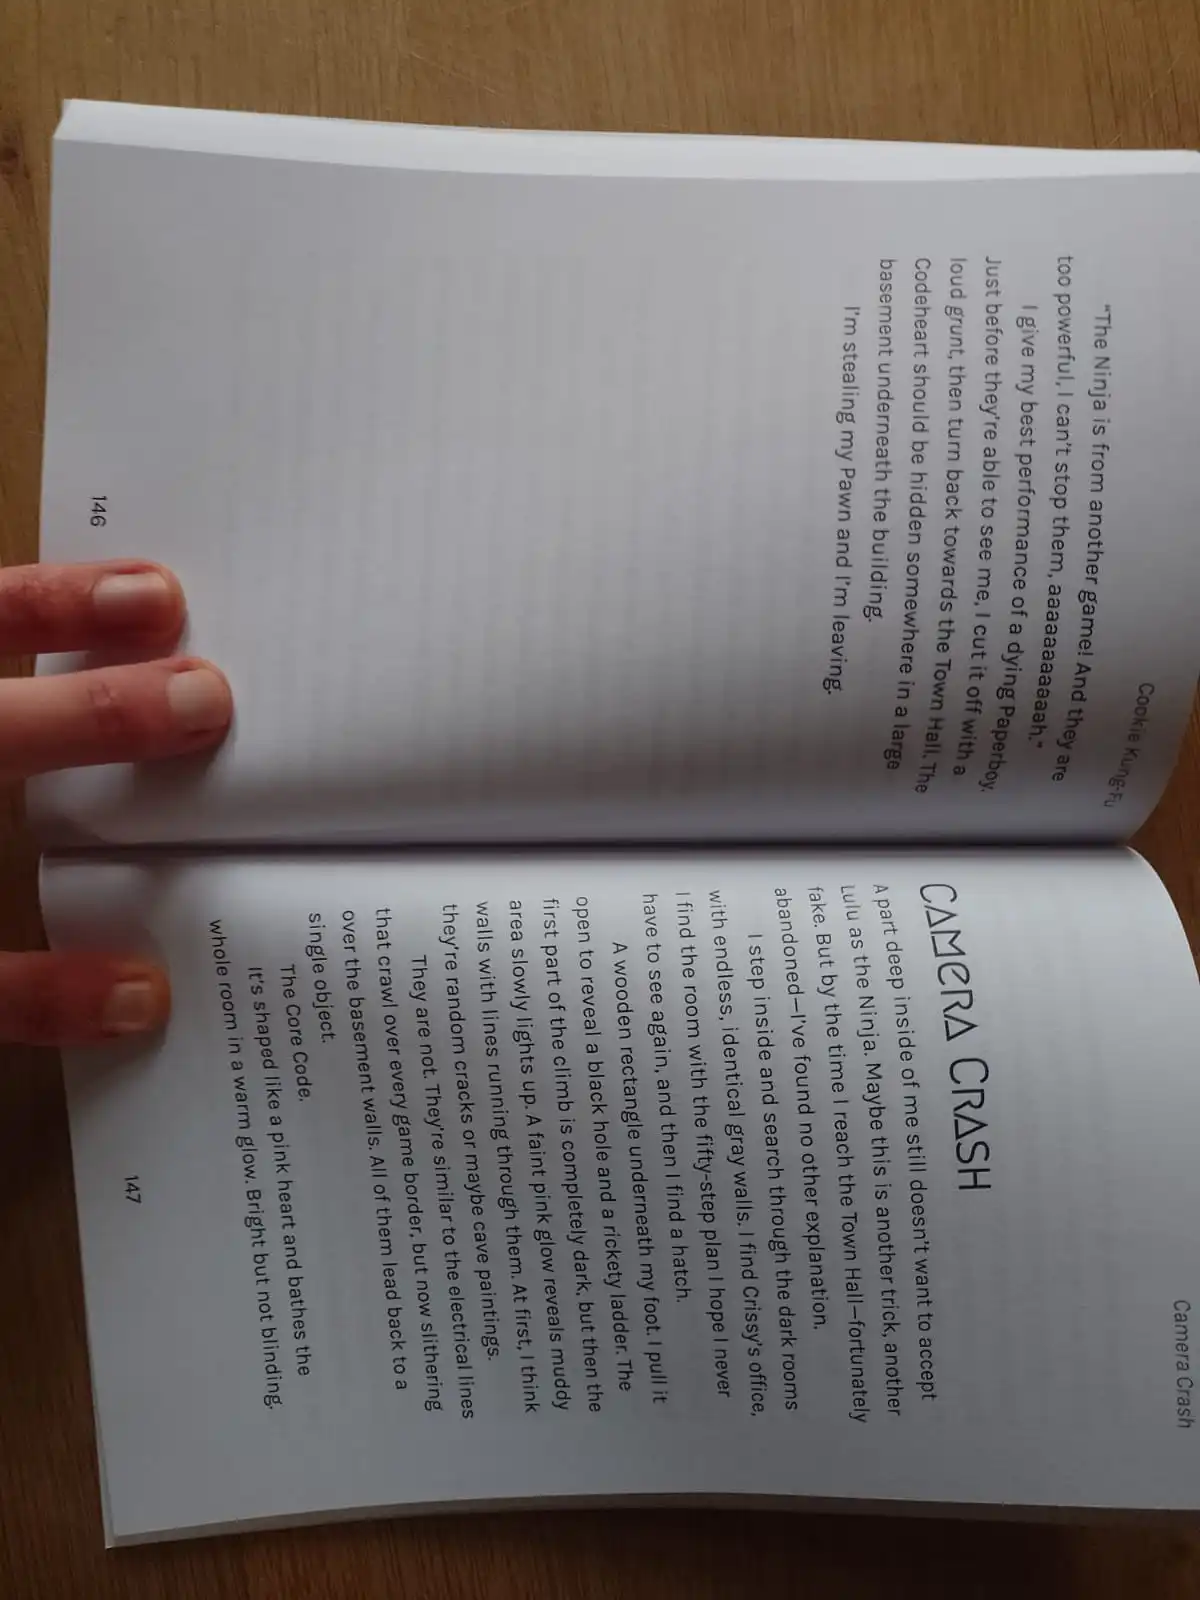 Cookie Kung-Fu
"The Ninja is from another game! And they are
too powerful, I can't stop them, aaaaaaaaaaah."
I give my best performance of a dying Paperboy.
Just before they're able to see me, I cut it off with a
loud grunt, then turn back towards the Town Hall. The
Codeheart should be hidden somewhere in a large
basement underneath the building.
I'm stealing my Pawn and I'm leaving.
146
Camera Crash
CAMERA CRASH
A part deep inside of me still doesn't want to accept
Lulu as the Ninja. Maybe this is another trick, another
fake. But by the time I reach the Town Hall—fortunately
abandoned—I've found no other explanation.
I step inside and search through the dark rooms
with endless, identical gray walls. I find Crissy's office,
I find the room with the fifty-step plan I hope I never
have to see again, and then I find a hatch.
A wooden rectangle underneath my foot. I pull it
open to reveal a black hole and a rickety ladder. The
first part of the climb is completely dark, but then the
area slowly lights up. A faint pink glow reveals muddy
walls with lines running through them. At first, I think
they're random cracks or maybe cave paintings.
They are not. They're similar to the electrical lines
that crawl over every game border, but now slithering
over the basement walls. All of them lead back to a
single object.
The Core Code.
It's shaped like a pink heart and bathes the
whole room in a warm glow. Bright but not blinding.
147